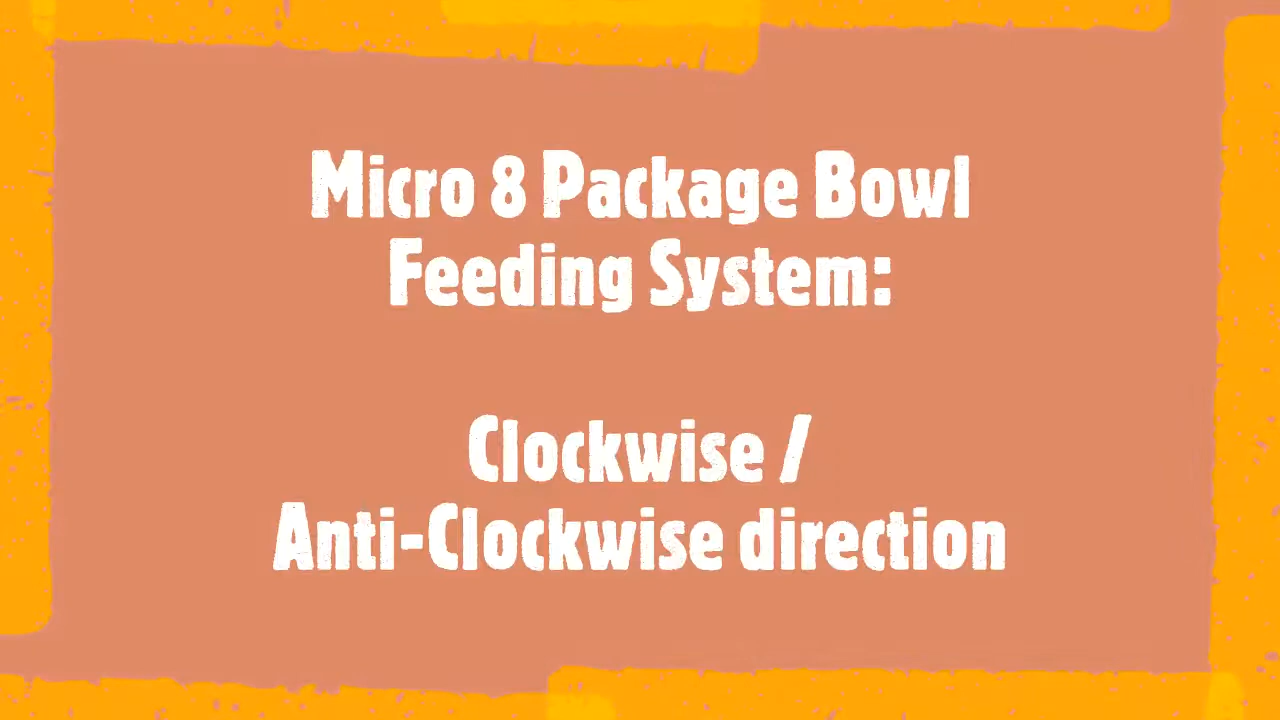 Micro 8 Package Bowl
Feeding System:
Clockwise /
Anti-Clockwise direction